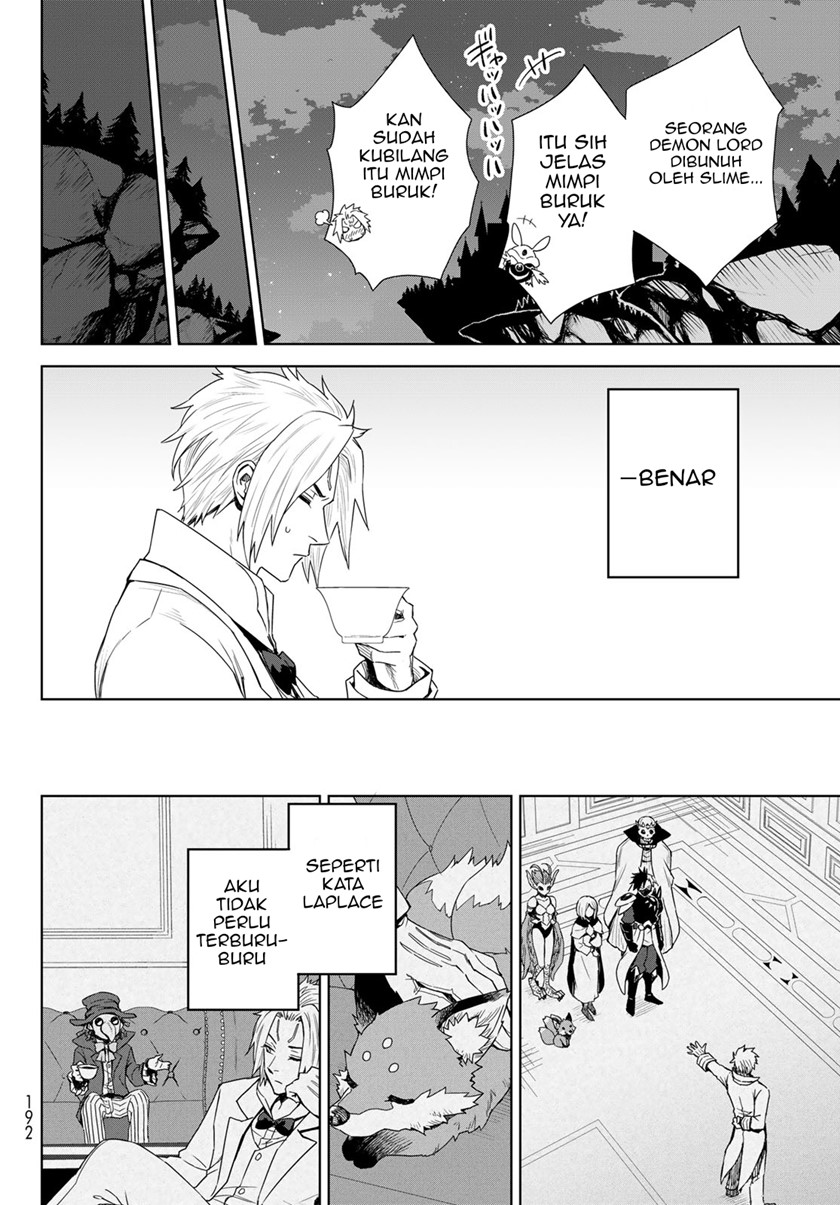 SEORANG
DEMON LORD
DIBUNUH
OLEH SLIME...
ITU SIH
JELAS
MIMPI
BURUK
YA!
ギャッハッハッハッ
KAN
SUDAH
KUBILANG
ITU MIMPI
BURUK!
—BENAR
SEPERTI
KATA
LAPLACE
AKU
TIDAK
PERLU
TERBURU-
BURU
192